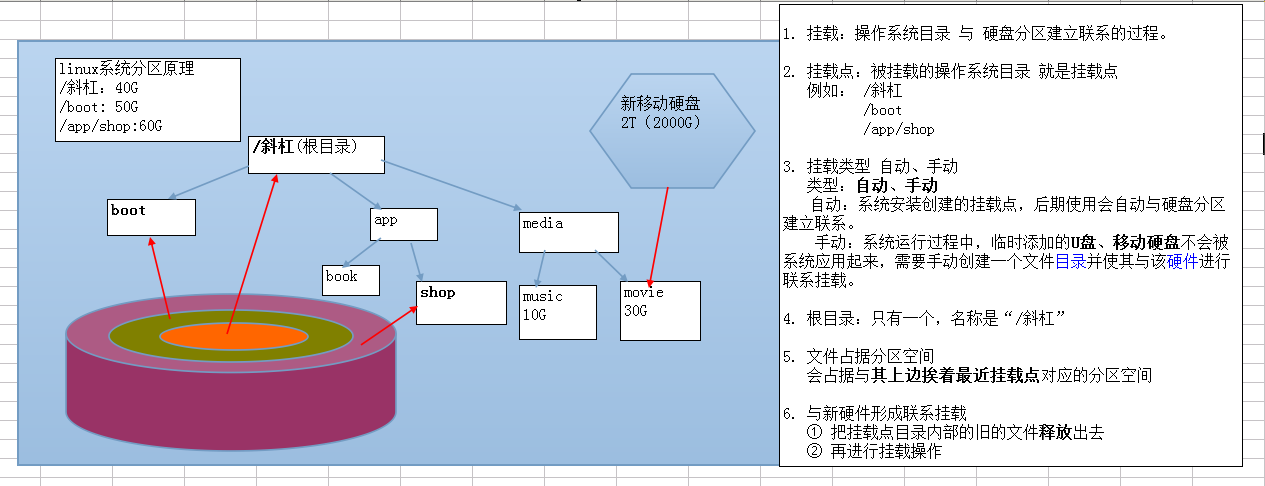 linux系统分区原理
/斜杠: 40G
/boot: 50G
/app/shop:60G
新移动硬盘
2T（2000G）
/斜杠(根目录)
boot
app
media
book
shop
music
10G
movie
30G
1. 挂载：操作系统目录 与 硬盘分区建立联系的过程。
2. 挂载点：被挂载的操作系统目录 就是挂载点
例如： /斜杠
/boot
/app/shop
3. 挂载类型 自动、手动
类型：自动、手动
自动：系统安装创建的挂载点，后期使用会自动与硬盘分区
建立联系。
手动：系统运行过程中，临时添加的U盘、移动硬盘不会被
系统应用起来，需要手动创建一个文件目录并使其与该硬件进行
联系挂载。
4. 根目录：只有一个，名称是“/斜杠”
5. 文件占据分区空间
会占据与其上边挨着最近挂载点对应的分区空间
6. 与新硬件形成联系挂载
① 把挂载点目录内部的旧的文件释放出去
② 再进行挂载操作